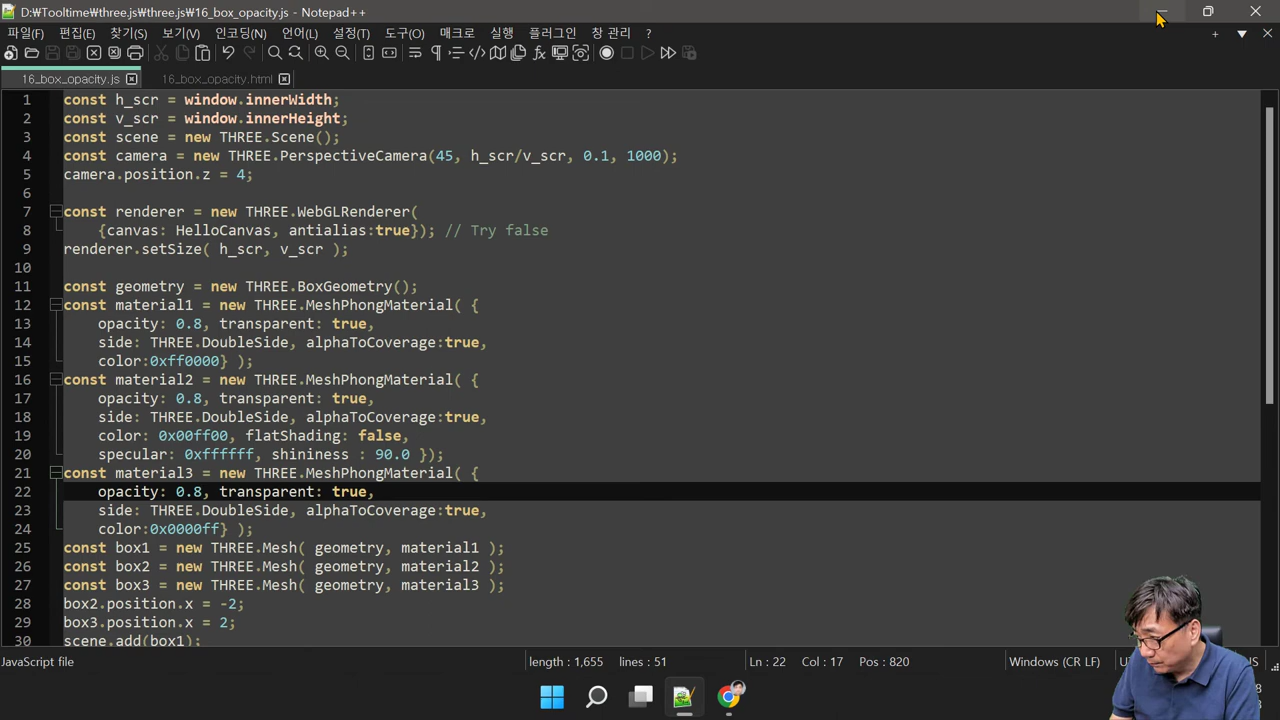 D:₩Tooltime₩three.js₩three.js₩16_box_opacity.js - Notepad++
파일(F) 편집(E) 찾기(S) 보기(V) 인코딩(N) 언어(L) 설정(T) 도구(O) 매크로 실행 플러그인 창 관리 ?
16_box_opacity.js 16_box_opacity.html
1 const h_scr = window.innerWidth;
2 const v_scr = window.innerHeight;
3 const scene = new THREE.Scene();
4 const camera = new THREE.PerspectiveCamera(45, h_scr/v_scr, 0.1, 1000);
5 camera.position.z = 4;
6
7 const renderer = new THREE.WebGLRenderer(
8 {canvas: HelloCanvas, antialias:true}); // Try false
9 renderer.setSize( h_scr, v_scr );
10
11 const geometry = new THREE.BoxGeometry();
12 const material1 = new THREE.MeshPhongMaterial( {
13 opacity: 0.8, transparent: true,
14 side: THREE.DoubleSide, alphaToCoverage:true,
15 color:0xff0000} );
16 const material2 = new THREE.MeshPhongMaterial( {
17 opacity: 0.8, transparent: true,
18 side: THREE.DoubleSide, alphaToCoverage:true,
19 color: 0x00ff00, flatShading: false,
20 specular: 0xffffff, shininess : 90.0 });
21 const material3 = new THREE.MeshPhongMaterial( {
22 opacity: 0.8, transparent: true,
23 side: THREE.DoubleSide, alphaToCoverage:true,
24 color:0x0000ff} );
25 const box1 = new THREE.Mesh( geometry, material1 );
26 const box2 = new THREE.Mesh( geometry, material2 );
27 const box3 = new THREE.Mesh( geometry, material3 );
28 box2.position.x = -2;
29 box3.position.x = 2;
30 scene.add(box1);
JavaScript file length : 1,655 lines : 51 Ln : 22 Col : 17 Pos : 820 Windows (CR LF)